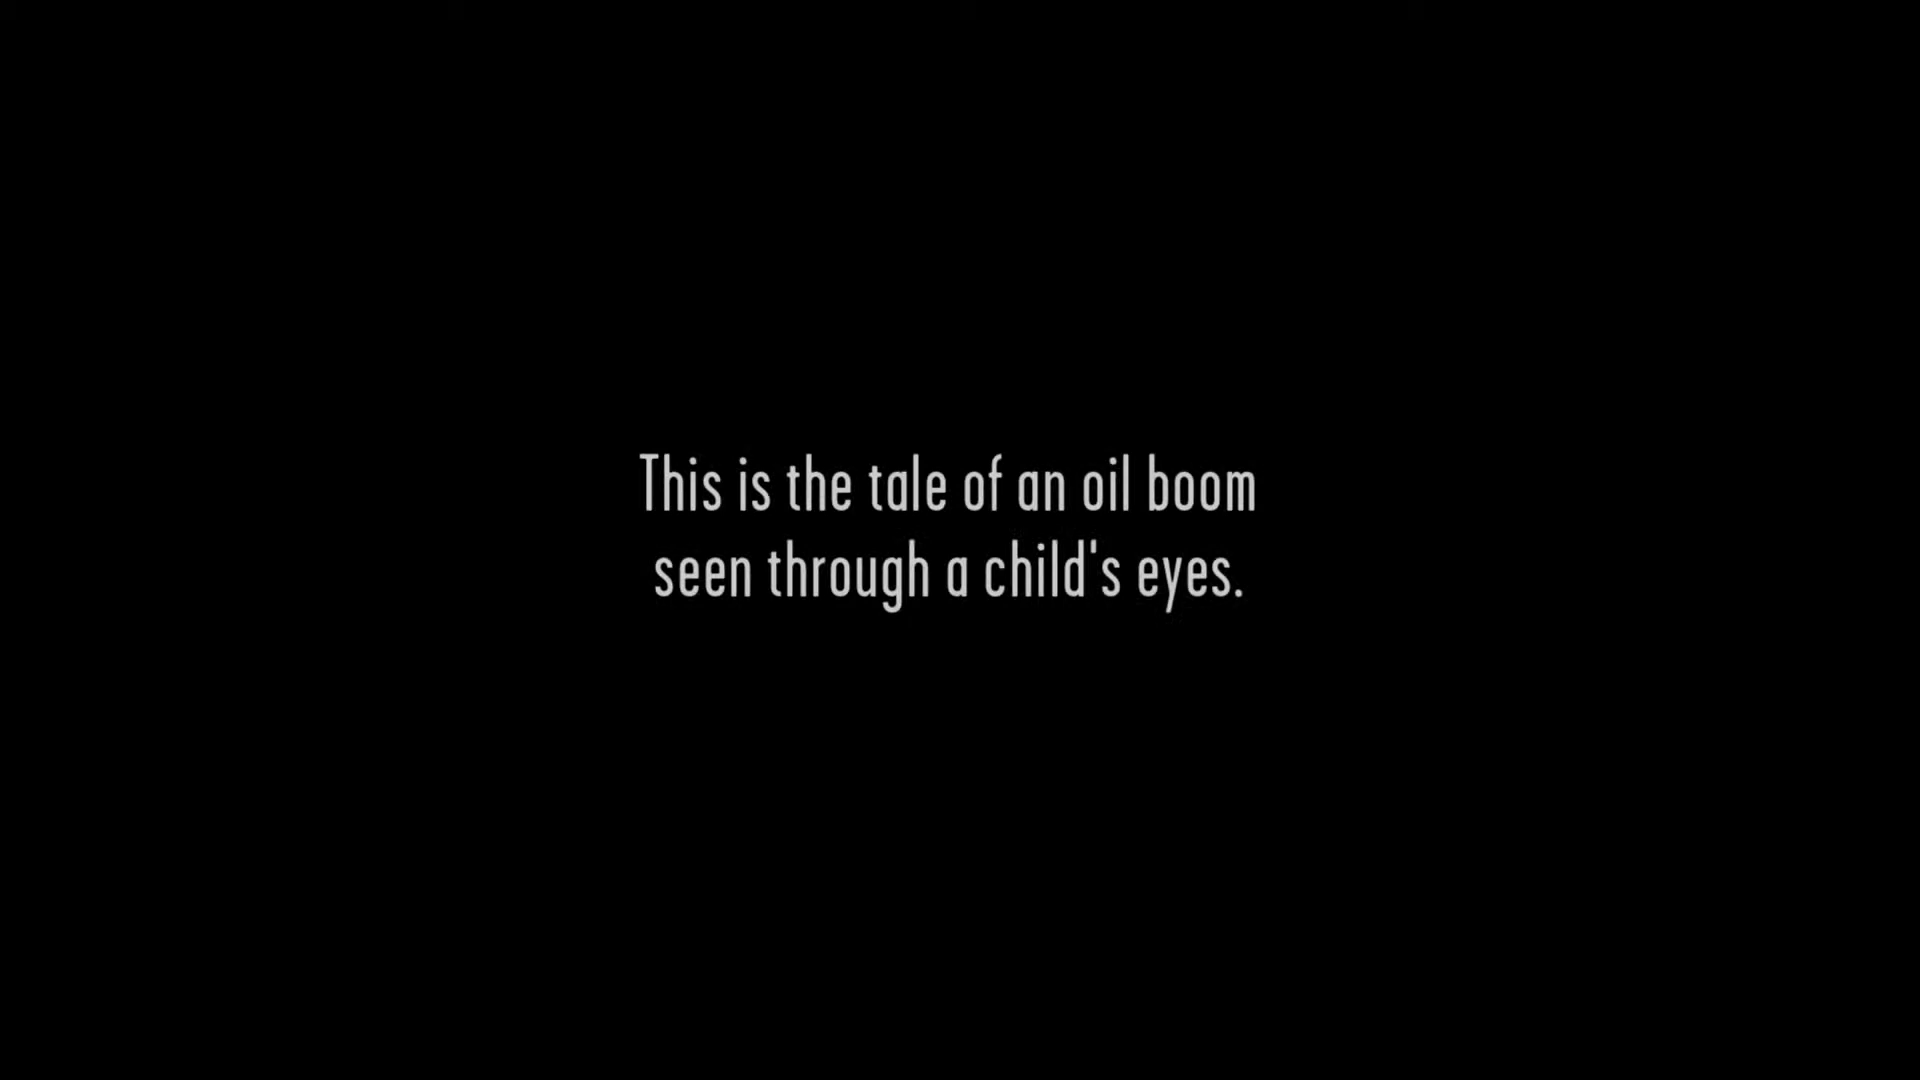 This is the tale of an oil boom
seen through a child's eyes.